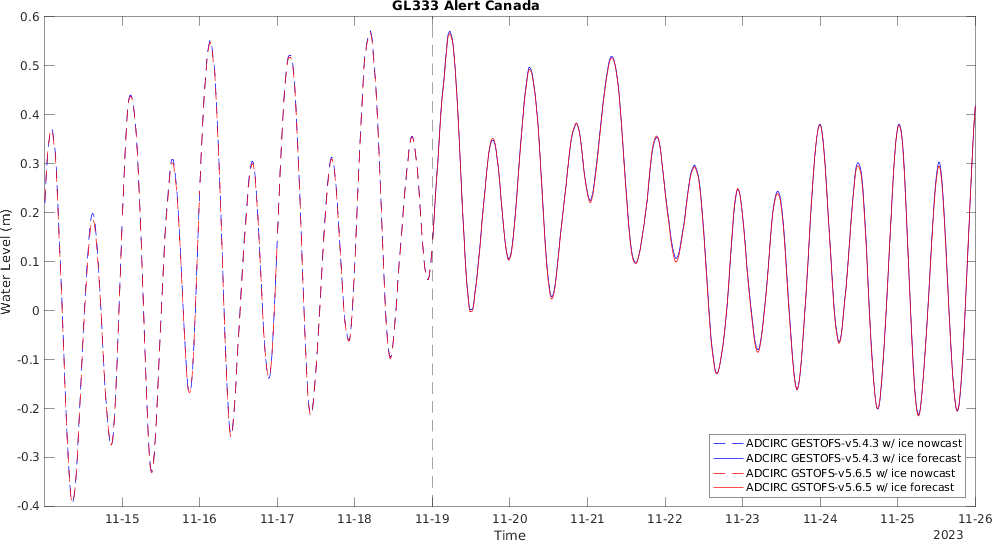 GL333 Alert Canada
0.6
0.5
0.4
0.3
0.2
0.1
0
-0.1
-0.2
-0.3
-0.4
Water Level (m)
ADCIRC GESTOFS-v5.4.3 w/ ice nowcast
ADCIRC GESTOFS-v5.4.3 w/ ice forecast
ADCIRC GSTOFS-v5.6.5 w/ ice nowcast
ADCIRC GSTOFS-v5.6.5 w/ ice forecast
11-15 11-16 11-17 11-18 11-19 11-20 11-21 11-22 11-23 11-24 11-25 11-26
Time
2023